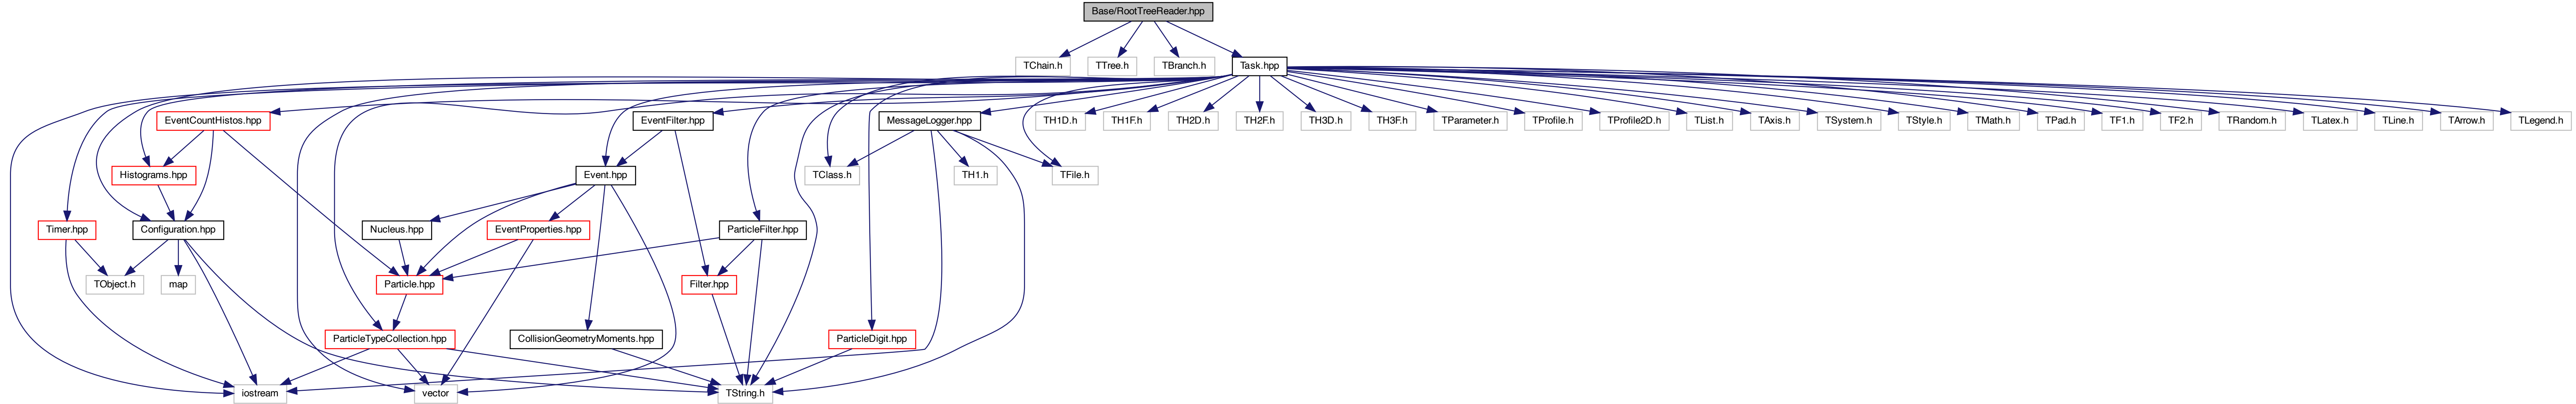 Base/RootTreeReader.hpp
TChain.h
TTree.h
TBranch.h
Task.hpp
EventCountHistos.hpp
EventFilter.hpp
MessageLogger.hpp
TH1D.h
TH1F.h
TH2D.h
TH2F.h
TH3D.h
TH3F.h
TParameter.h
TProfile.h
TProfile2D.h
TList.h
TAxis.h
TSystem.h
TStyle.h
TMath.h
TPad.h
TF1.h
TF2.h
TRandom.h
TLatex.h
TLine.h
TArrow.h
TLegend.h
Histograms.hpp
Event.hpp
TClass.h
TH1.h
TFile.h
Timer.hpp
Configuration.hpp
Nucleus.hpp
EventProperties.hpp
ParticleFilter.hpp
TObject.h
map
Particle.hpp
Filter.hpp
ParticleTypeCollection.hpp
CollisionGeometryMoments.hpp
ParticleDigit.hpp
iostream
vector
TString.h